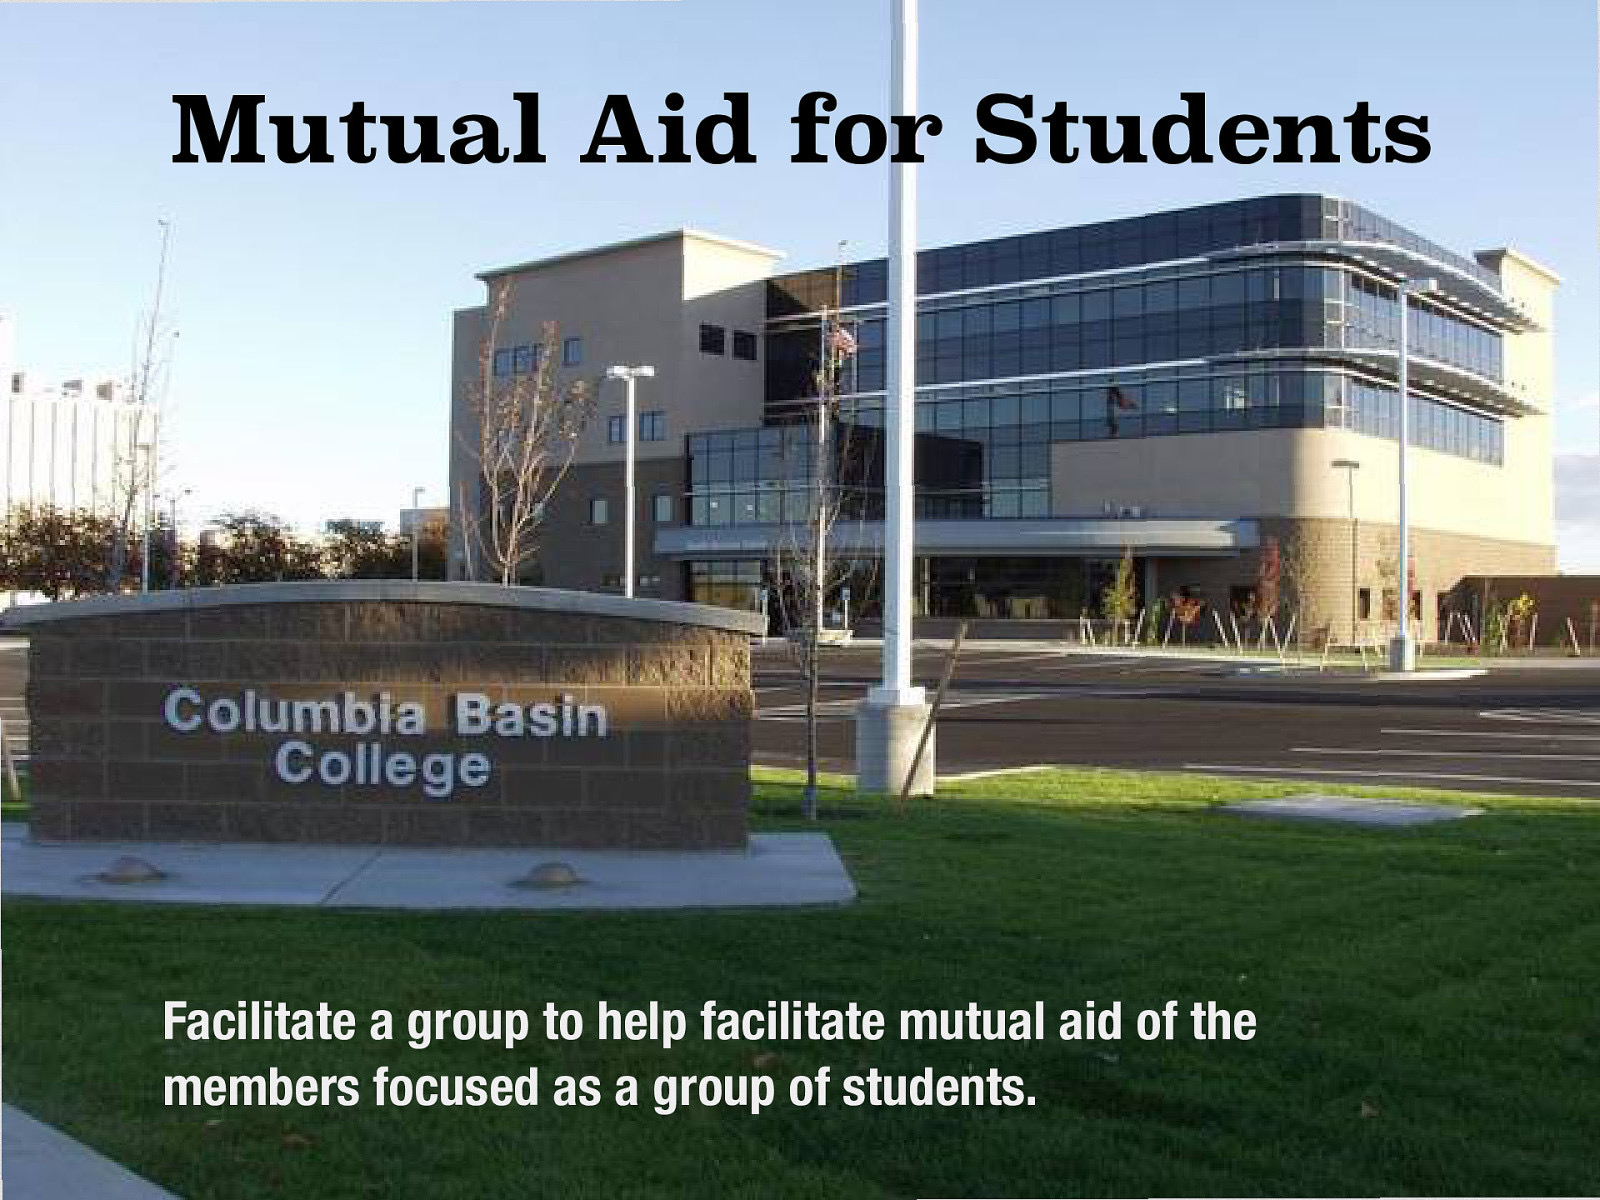 Mutual Aid for Students
Columbia Basin
College
Facilitate a group to help facilitate mutual aid of the
members focused as a group of students.